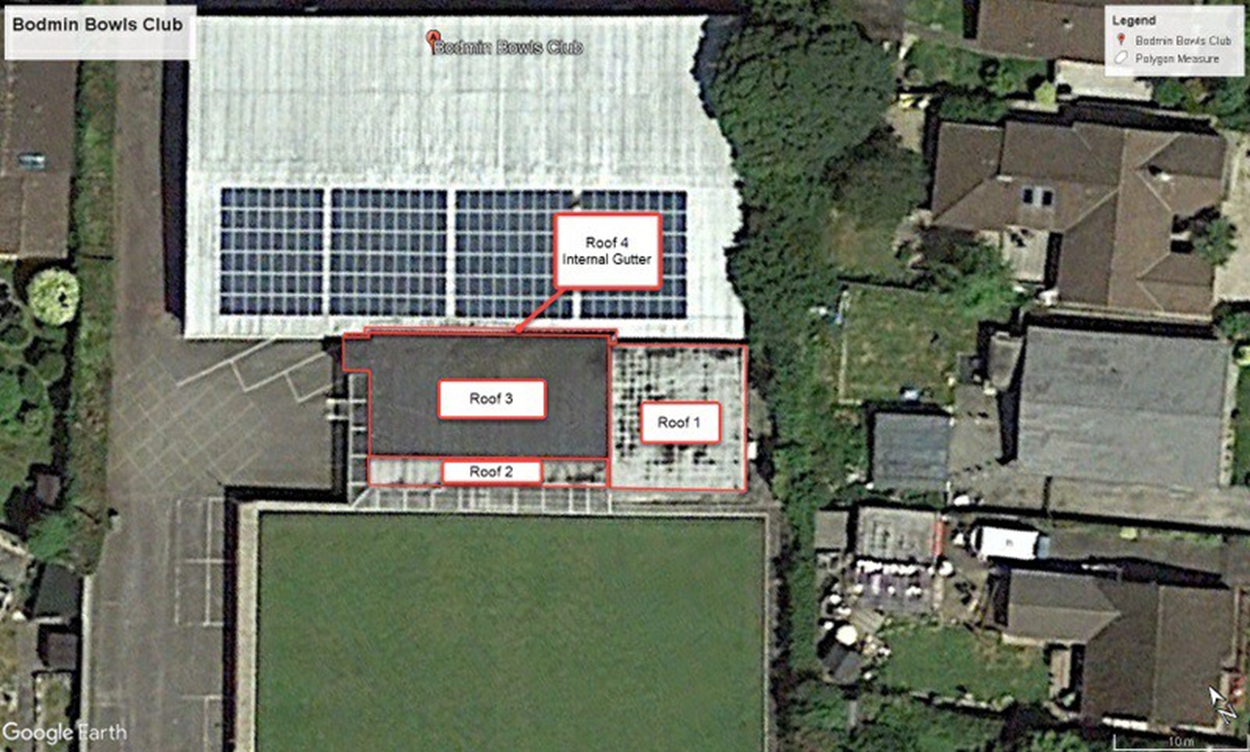 Bodmin Bowls Club
Bodmin Bowls Club
Legend
Bodmin Bowls Club
Polygon Measure
Roof 4
Internal Gutter
Roof 3
Roof 1
Roof 2
Google Earth
N
10 m